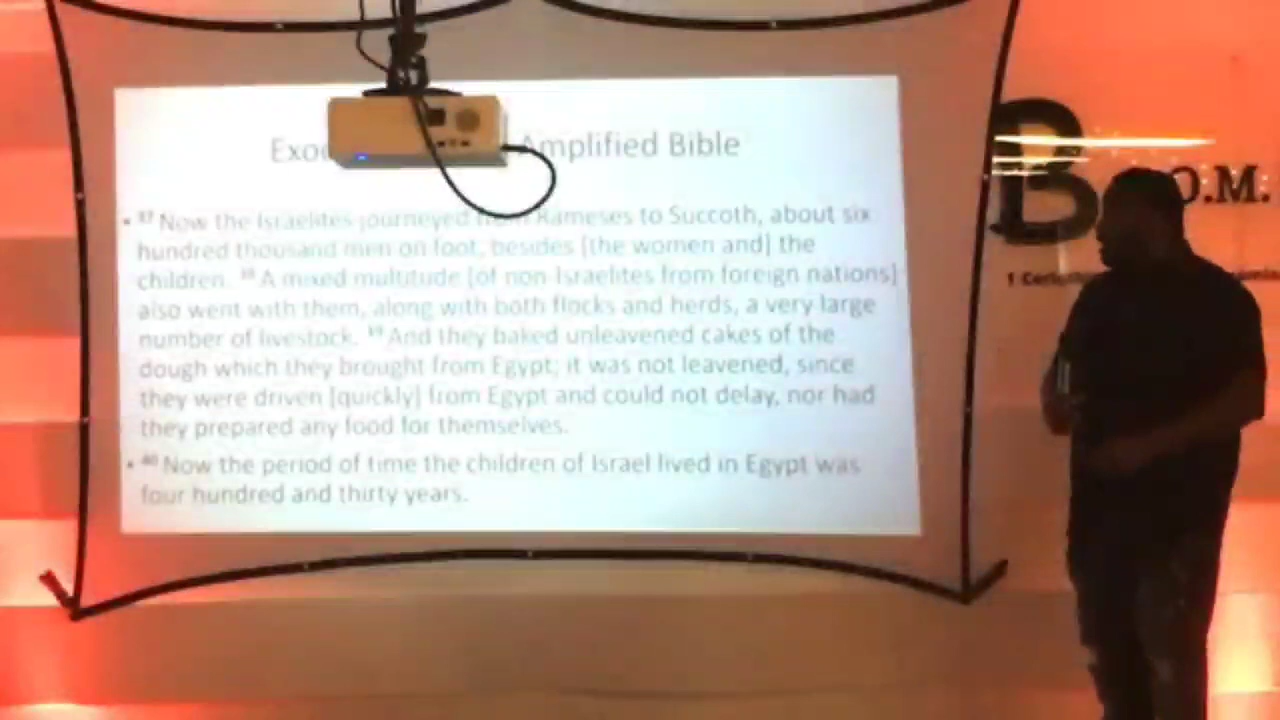 Exo Amplified Bible
• 37 Now the Israelites journeyed from Rameses to Succoth, about six
hundred thousand men on foot, besides [the women and] the
children. 38 A mixed multitude [of non-Israelites from foreign nations]
also went with them, along with both flocks and herds, a very large
number of livestock. 39 And they baked unleavened cakes of the
dough which they brought from Egypt; it was not leavened, since
they were driven [quickly] from Egypt and could not delay, nor had
they prepared any food for themselves.
• 40 Now the period of time the children of Israel lived in Egypt was
four hundred and thirty years.
B O.M.
1